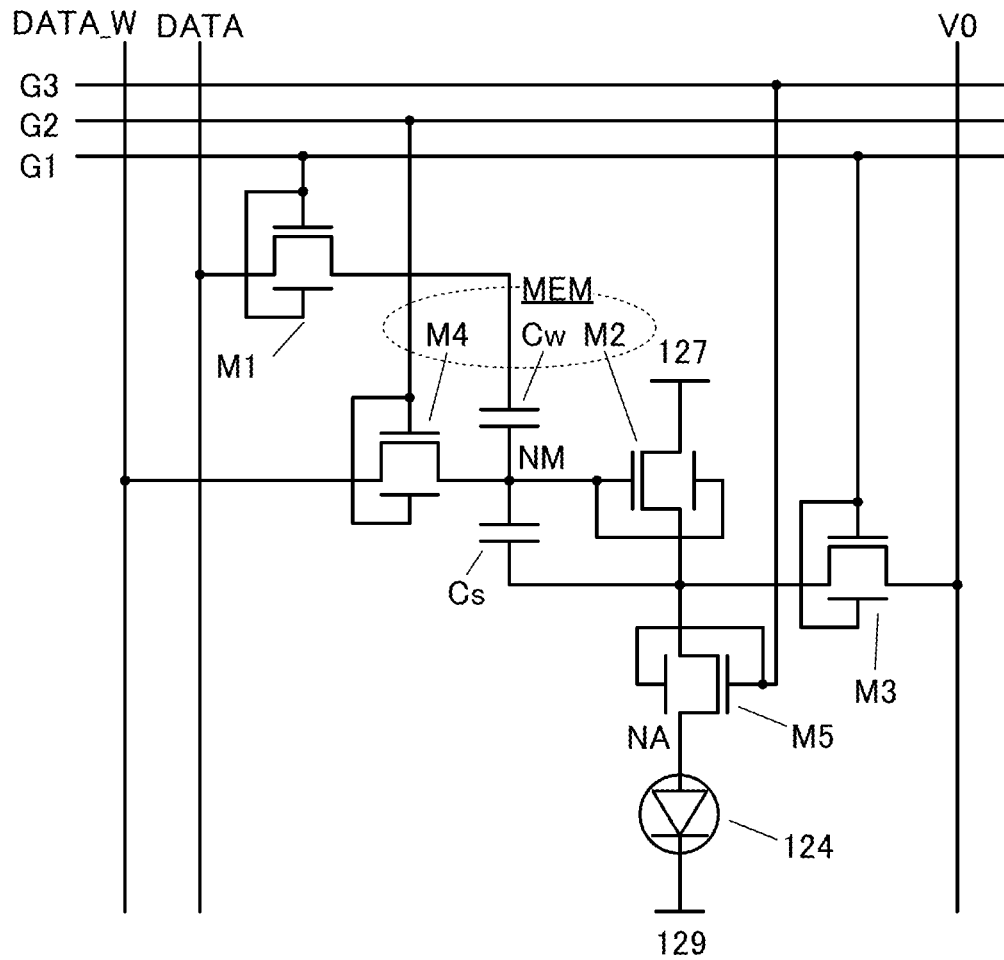 DATA_W DATA V0
G3
G2
G1
MEM
M4 Cw M2
M1
127
NM
Cs
M3
NA M5
124
129